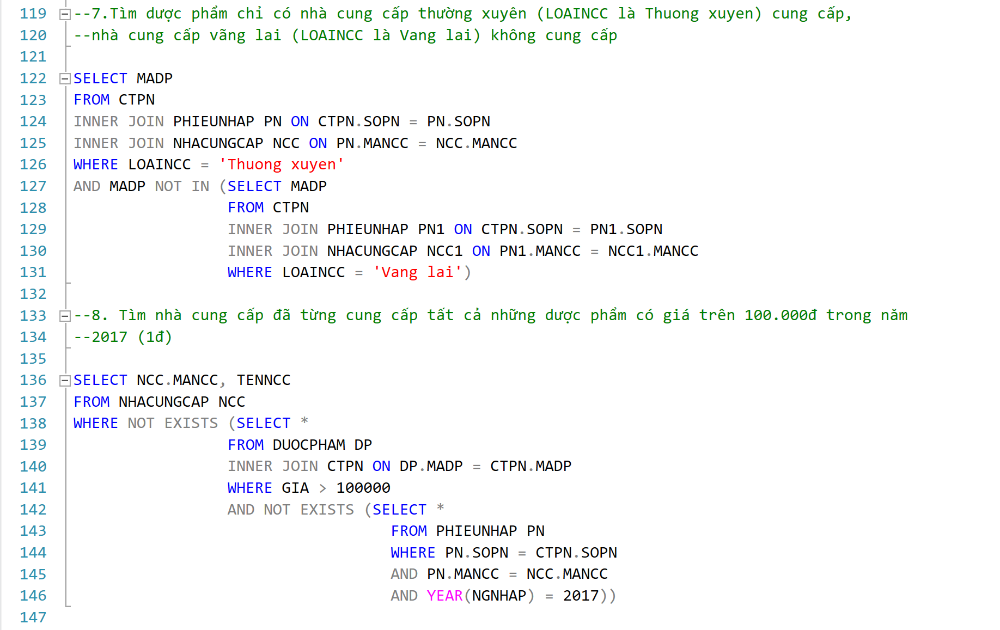 119 --7.Tìm dược phẩm chỉ có nhà cung cấp thường xuyên (LOAINCC là Thuong xuyen) cung cấp,
120 --nhà cung cấp vãng lai (LOAINCC là Vang lai) không cung cấp
121
122 SELECT MADP
123 FROM CTPN
124 INNER JOIN PHIEUNHAP PN ON CTPN.SOPN = PN.SOPN
125 INNER JOIN NHACUNGCAP NCC ON PN.MANCC = NCC.MANCC
126 WHERE LOAINCC = 'Thuong xuyen'
127 AND MADP NOT IN (SELECT MADP
128 FROM CTPN
129 INNER JOIN PHIEUNHAP PN1 ON CTPN.SOPN = PN1.SOPN
130 INNER JOIN NHACUNGCAP NCC1 ON PN1.MANCC = NCC1.MANCC
131 WHERE LOAINCC = 'Vang lai')
132
133 --8. Tìm nhà cung cấp đã từng cung cấp tất cả những dược phẩm có giá trên 100.000đ trong năm
134 --2017 (1đ)
135
136 SELECT NCC.MANCC, TENNCC
137 FROM NHACUNGCAP NCC
138 WHERE NOT EXISTS (SELECT *
139 FROM DUOCPHAM DP
140 INNER JOIN CTPN ON DP.MADP = CTPN.MADP
141 WHERE GIA > 100000
142 AND NOT EXISTS (SELECT *
143 FROM PHIEUNHAP PN
144 WHERE PN.SOPN = CTPN.SOPN
145 AND PN.MANCC = NCC.MANCC
146 AND YEAR(NGNHAP) = 2017))
147